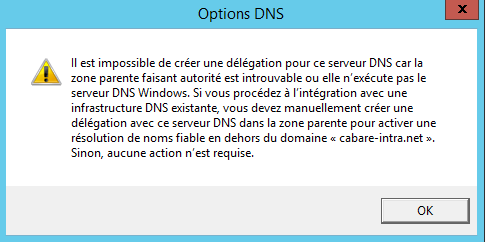 Options DNS
x
Il est impossible de créer une délégation pour ce serveur DNS car la
zone parente faisant autorité est introuvable ou elle n'exécute pas le
serveur DNS Windows. Si vous procédez à l'intégration avec une
infrastructure DNS existante, vous devez manuellement créer une
délégation avec ce serveur DNS dans la zone parente pour activer une
résolution de noms fiable en dehors du domaine « cabare-intra.net ».
Sinon, aucune action n'est requise.
OK